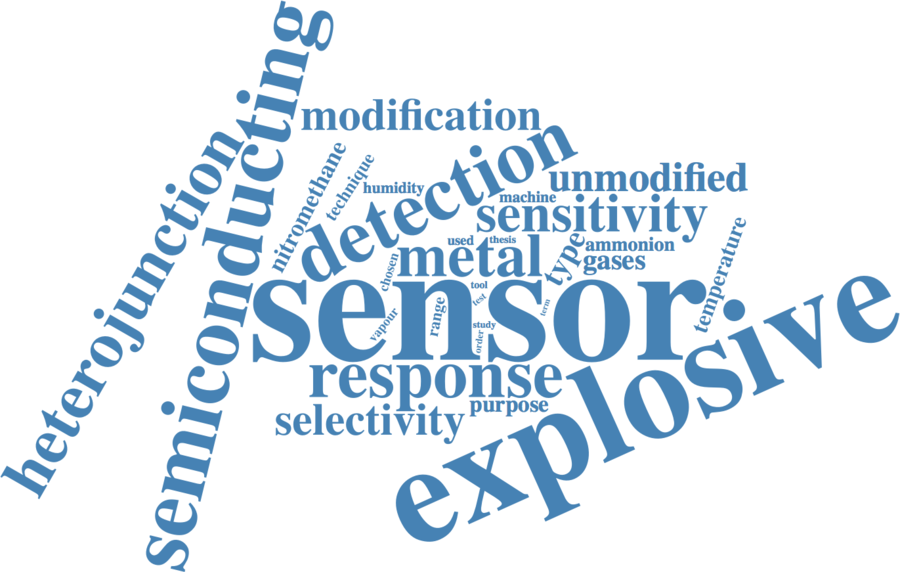 semiconducting
heterojunction
modification
detection
nitromethane
technique
humidity
unmodified
machine
sensitivity
used
thesis
metal
type
ammonion
gases
chosen
tool
test
term
temperature
sensor
vapour
range
study
order
response
explosive
purpose
selectivity